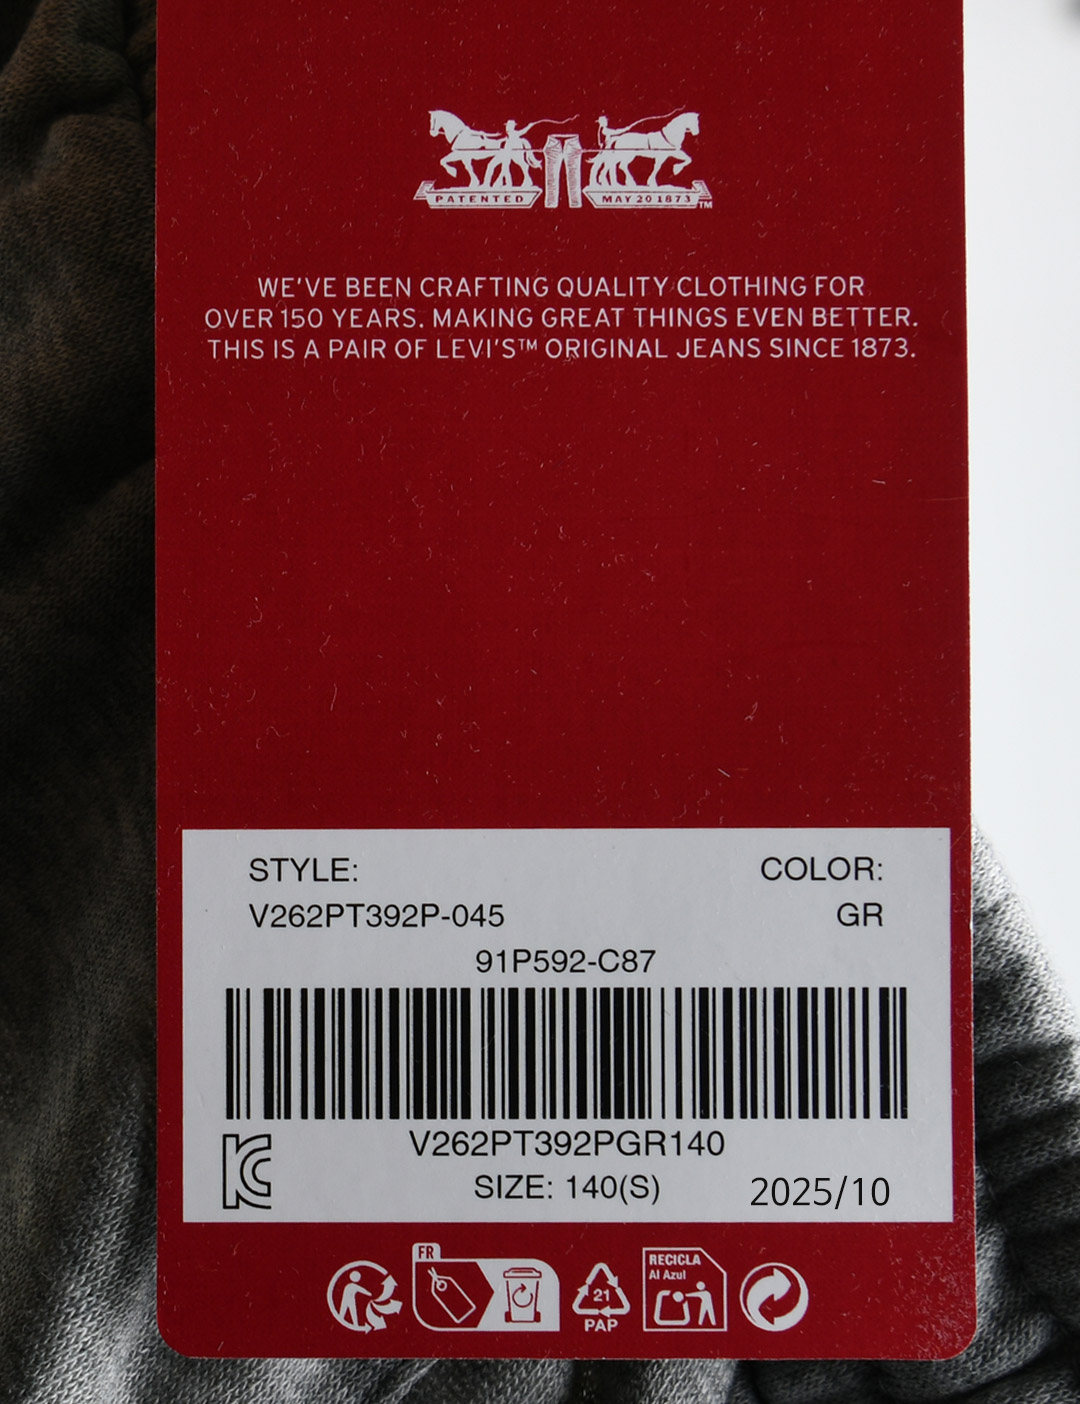 PATENTED MAY 20 1873 TM
WE'VE BEEN CRAFTING QUALITY CLOTHING FOR
OVER 150 YEARS. MAKING GREAT THINGS EVEN BETTER.
THIS IS A PAIR OF LEVI'S™ ORIGINAL JEANS SINCE 1873.
STYLE: COLOR:
V262PT392P-045 GR
91P592-C87
V262PT392PGR140
SIZE: 140(S) 2025/10
FR
RECICLA
Al Azul
21
PAP